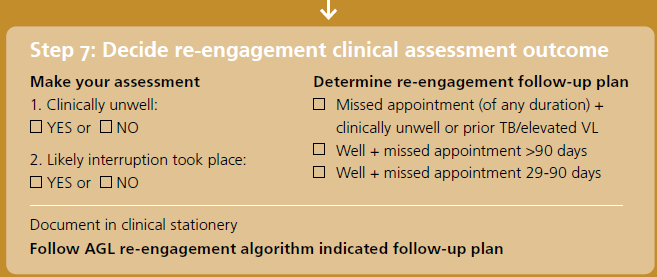 Step 7: Decide re-engagement clinical assessment outcome
Make your assessment
1. Clinically unwell:
YES or NO
2. Likely interruption took place:
YES or NO
Determine re-engagement follow-up plan
Missed appointment (of any duration) +
clinically unwell or prior TB/elevated VL
Well + missed appointment >90 days
Well + missed appointment 29-90 days
Document in clinical stationery
Follow AGL re-engagement algorithm indicated follow-up plan